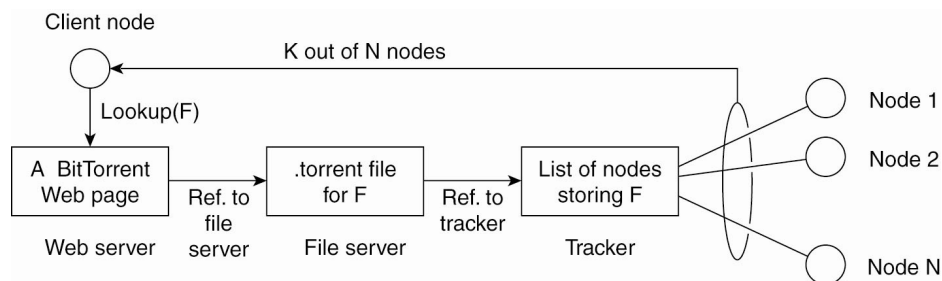 Client node
K out of N nodes
Lookup(F)
Node 1
Node 2
A BitTorrent
Web page
.torrent file
for F
List of nodes
storing F
Ref. to
file
server
Ref. to
tracker
Web server
File server
Tracker
Node N